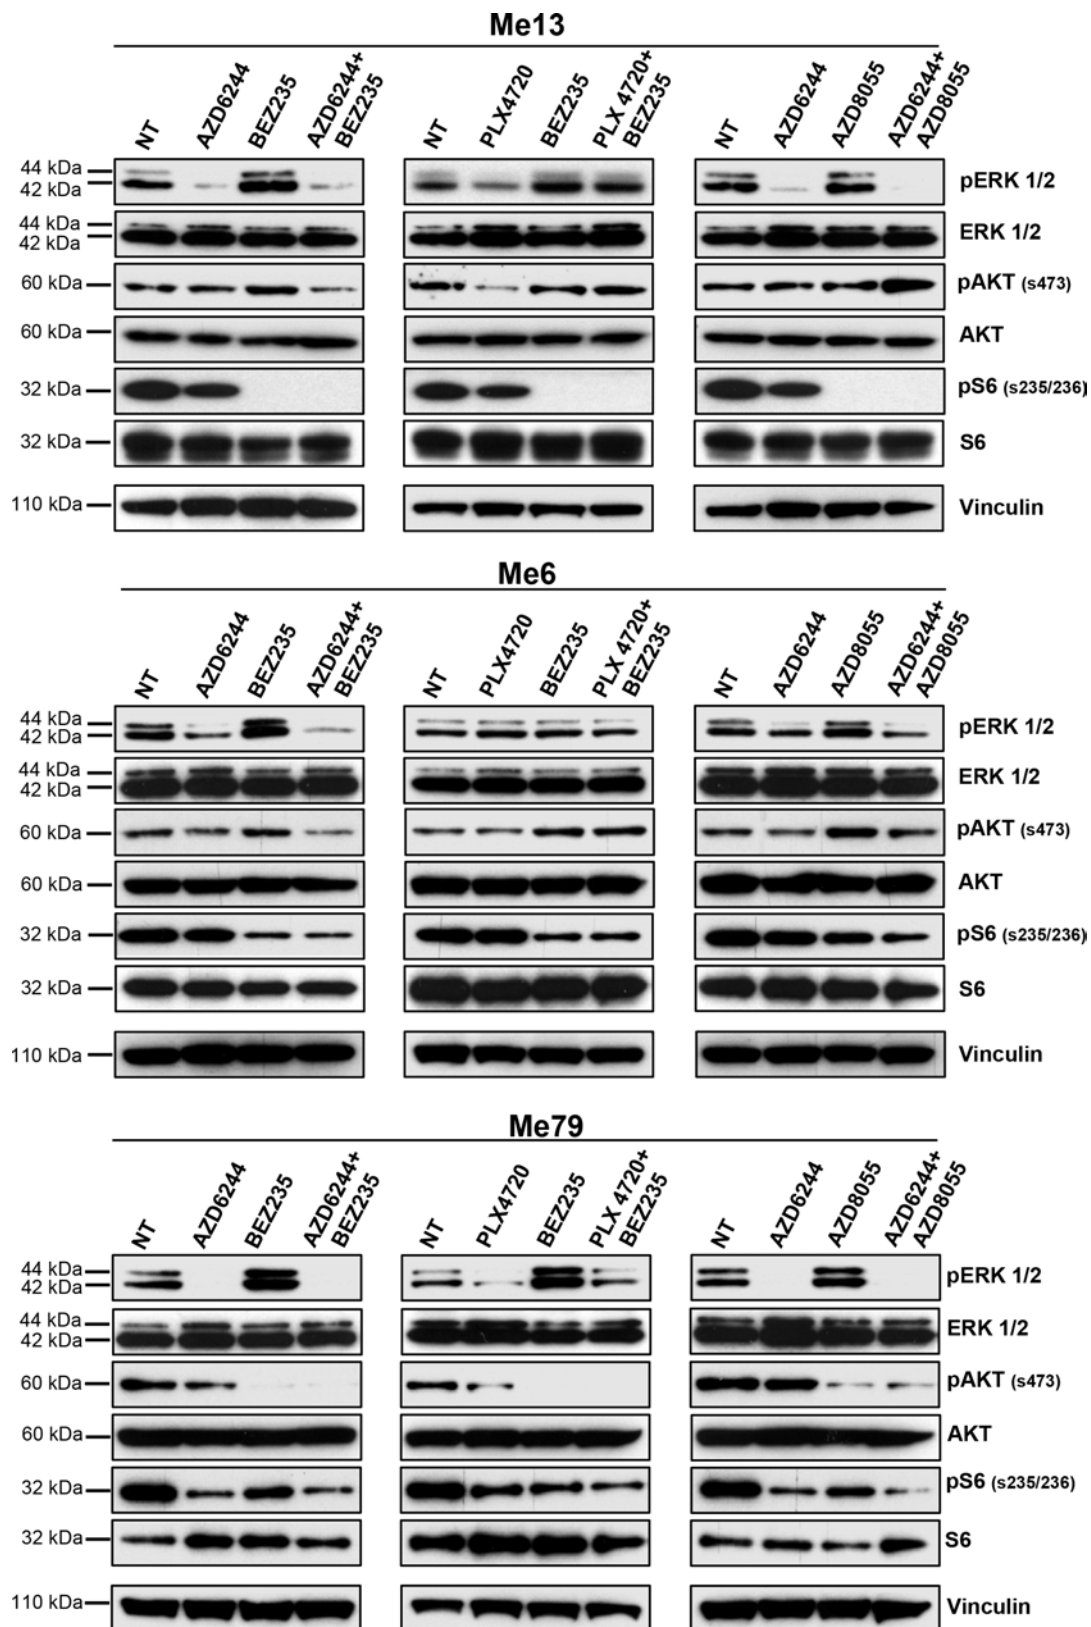 Me13
NT AZD6244 BEZ235 AZD6244+ BEZ235 NT PLX4720 BEZ235 PLX 4720+ BEZ235 NT AZD6244 AZD8055 AZD6244+ AZD8055
44 kDa
42 kDa
pERK 1/2
44 kDa
42 kDa
ERK 1/2
60 kDa pAKT (s473)
60 kDa AKT
32 kDa pS6 (s235/236)
32 kDa S6
110 kDa Vinculin
Me6
NT AZD6244 BEZ235 AZD6244+ BEZ235 NT PLX4720 BEZ235 PLX 4720+ BEZ235 NT AZD6244 AZD8055 AZD6244+ AZD8055
44 kDa
42 kDa
pERK 1/2
44 kDa
42 kDa
ERK 1/2
60 kDa pAKT (s473)
60 kDa AKT
32 kDa pS6 (s235/236)
32 kDa S6
110 kDa Vinculin
Me79
NT AZD6244 BEZ235 AZD6244+ BEZ235 NT PLX4720 BEZ235 PLX 4720+ BEZ235 NT AZD6244 AZD8055 AZD6244+ AZD8055
44 kDa
42 kDa
pERK 1/2
44 kDa
42 kDa
ERK 1/2
60 kDa pAKT (s473)
60 kDa AKT
32 kDa pS6 (s235/236)
32 kDa S6
110 kDa Vinculin